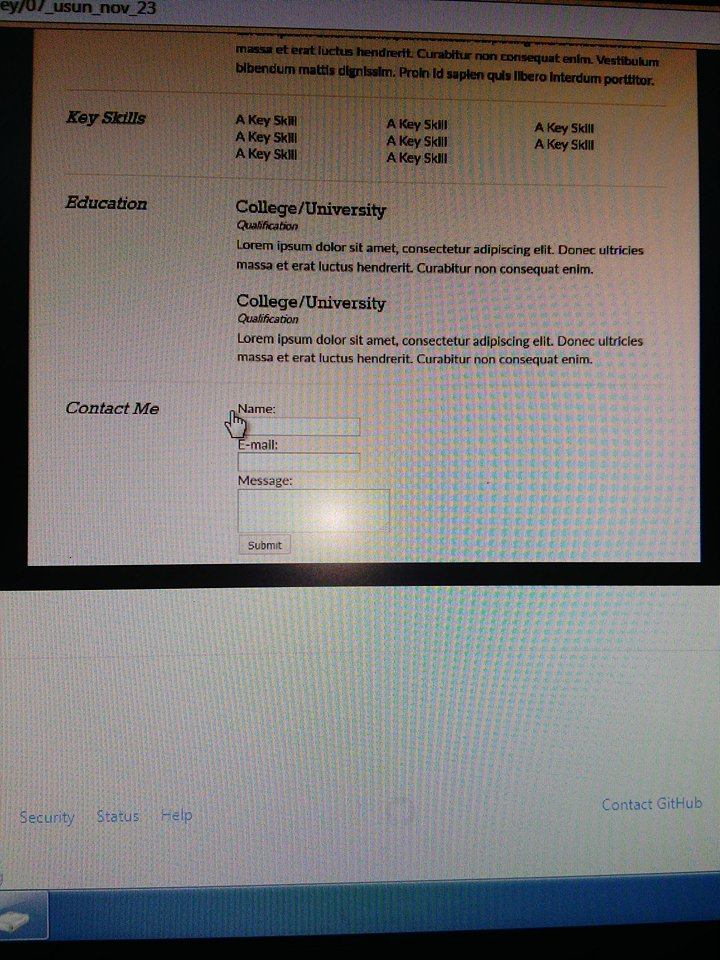 ey/07_usun_nov_23
massa et erat luctus hendrerit. Curabitur non consequat enim. Vestibulum
bibendum mattis dignissim. Proin id sapien quis libero interdum porttitor.
Key Skills
A Key Skill A Key Skill A Key Skill
A Key Skill A Key Skill A Key Skill
A Key Skill A Key Skill
Education
College/University
Qualification
Lorem ipsum dolor sit amet, consectetur adipiscing elit. Donec ultricies
massa et erat luctus hendrerit. Curabitur non consequat enim.
College/University
Qualification
Lorem ipsum dolor sit amet, consectetur adipiscing elit. Donec ultricies
massa et erat luctus hendrerit. Curabitur non consequat enim.
Contact Me
Name:
E-mail:
Message:
Submit
Security Status Help Contact GitHub